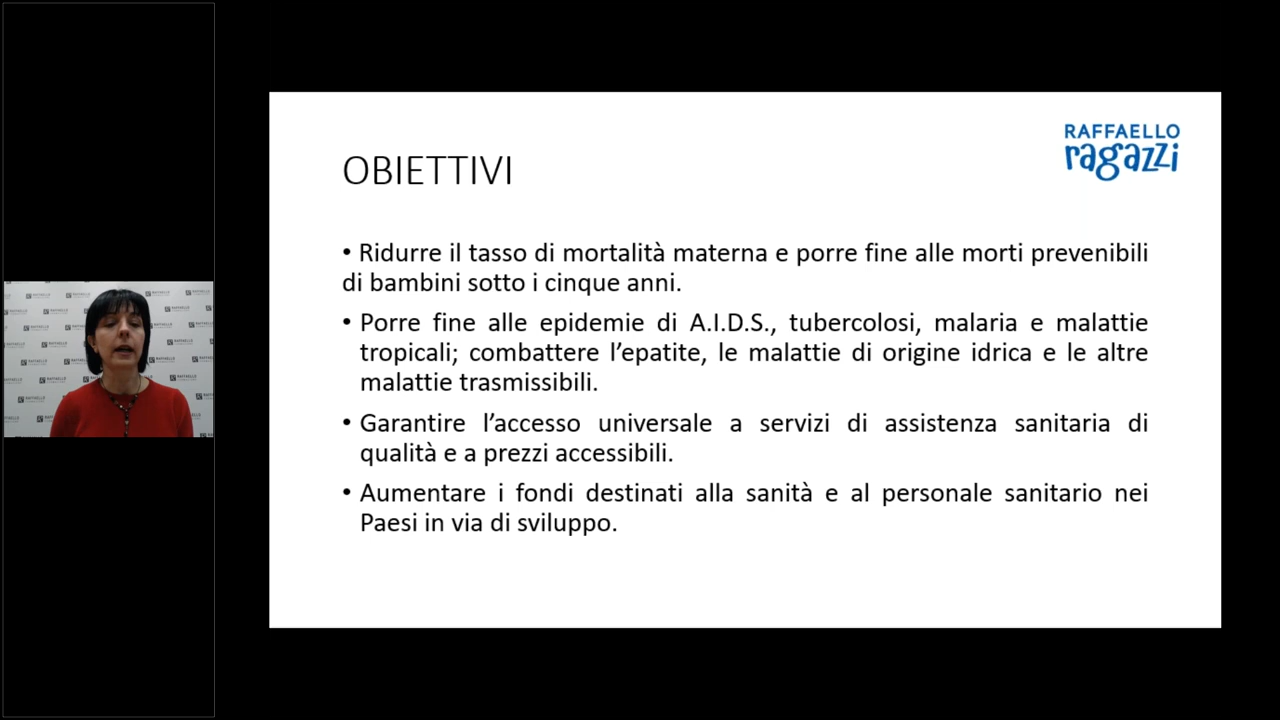 RAFFAELLO
ragazzi
OBIETTIVI
• Ridurre il tasso di mortalità materna e porre fine alle morti prevenibili
di bambini sotto i cinque anni.
• Porre fine alle epidemie di A.I.D.S., tubercolosi, malaria e malattie
tropicali; combattere l’epatite, le malattie di origine idrica e le altre
malattie trasmissibili.
• Garantire l’accesso universale a servizi di assistenza sanitaria di
qualità e a prezzi accessibili.
• Aumentare i fondi destinati alla sanità e al personale sanitario nei
Paesi in via di sviluppo.